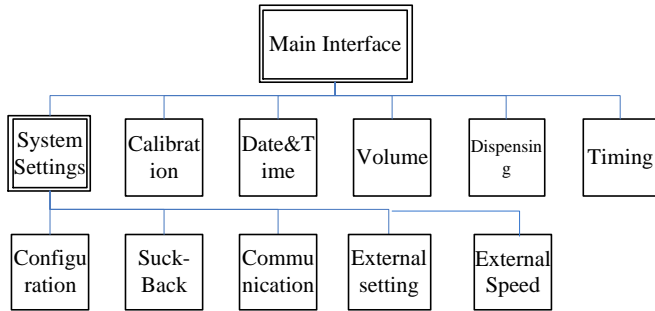 Main Interface
System
Settings
Calibrat
ion
Date&T
ime
Volume
Dispensin
g
Timing
Configu
ration
Suck-
Back
Commu
nication
External
setting
External
Speed